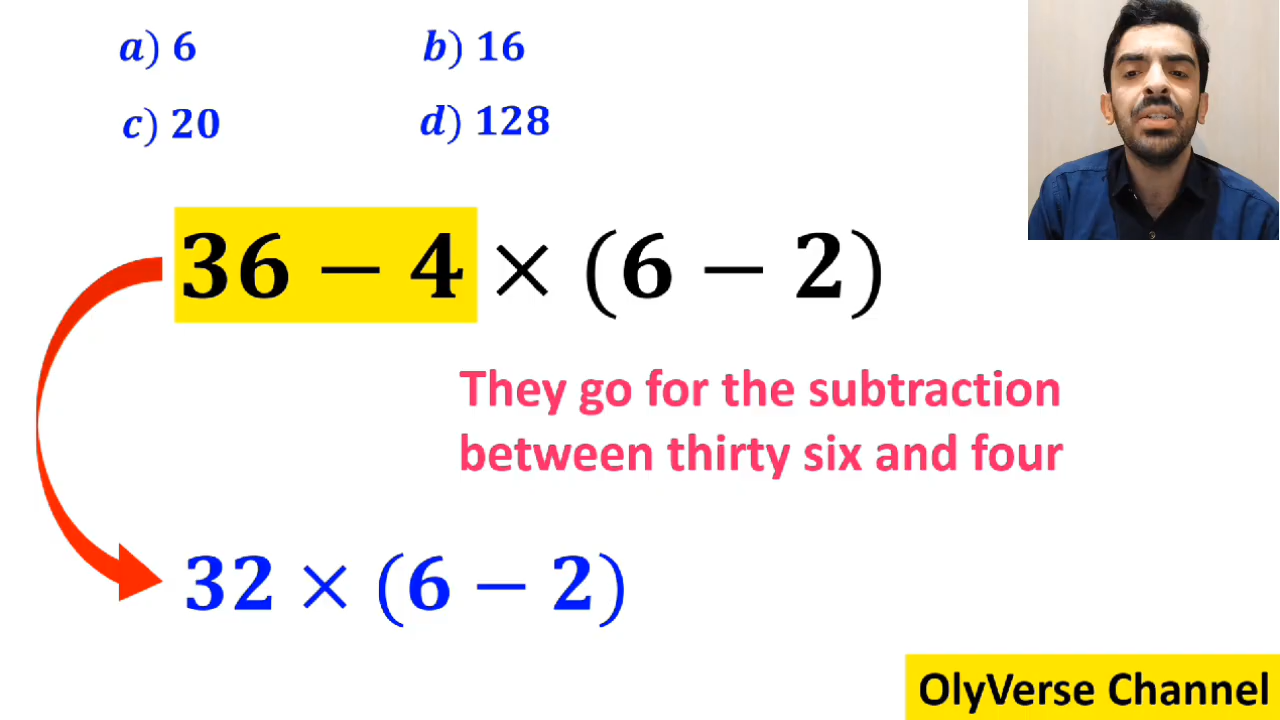 a) 6 b) 16
c) 20 d) 128
36 − 4 × (6 − 2)
They go for the subtraction
between thirty six and four
32 × (6 − 2)
OlyVerse Channel